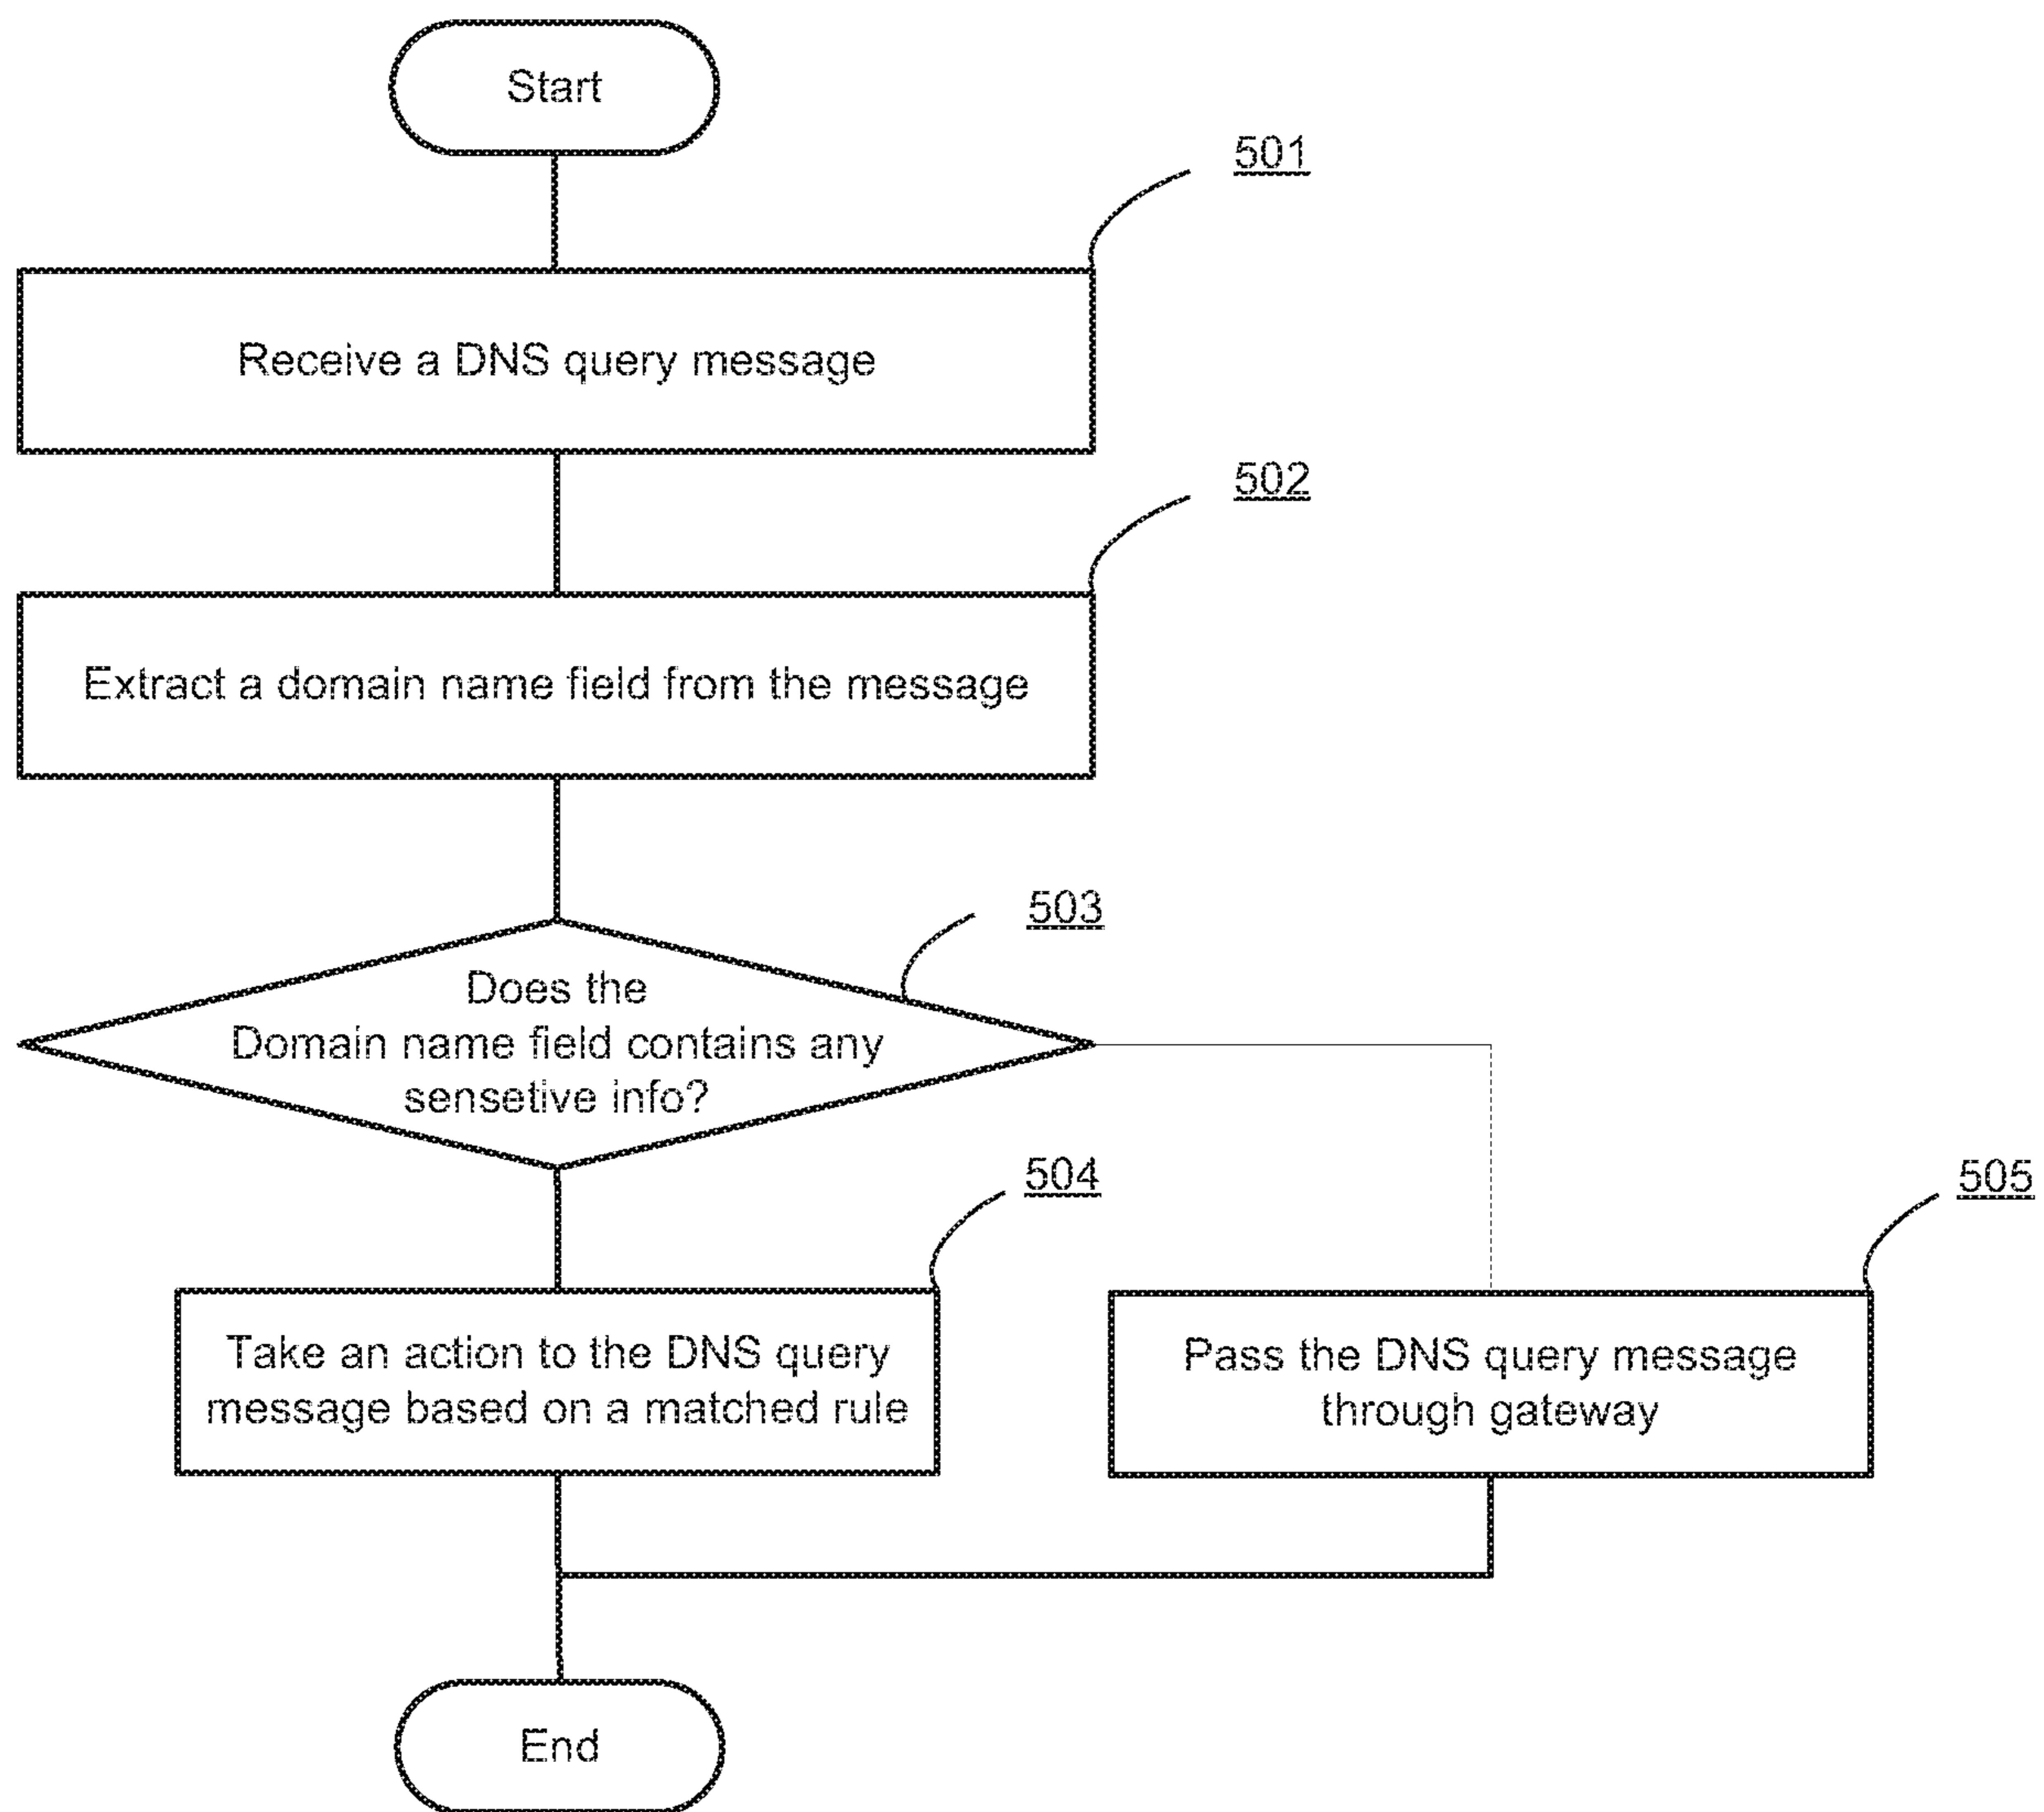 Start
501
Receive a DNS query message
502
Extract a domain name field from the message
503
Does the
Domain name field contains any
sensetive info?
504
Take an action to the DNS query
message based on a matched rule
505
Pass the DNS query message
through gateway
End